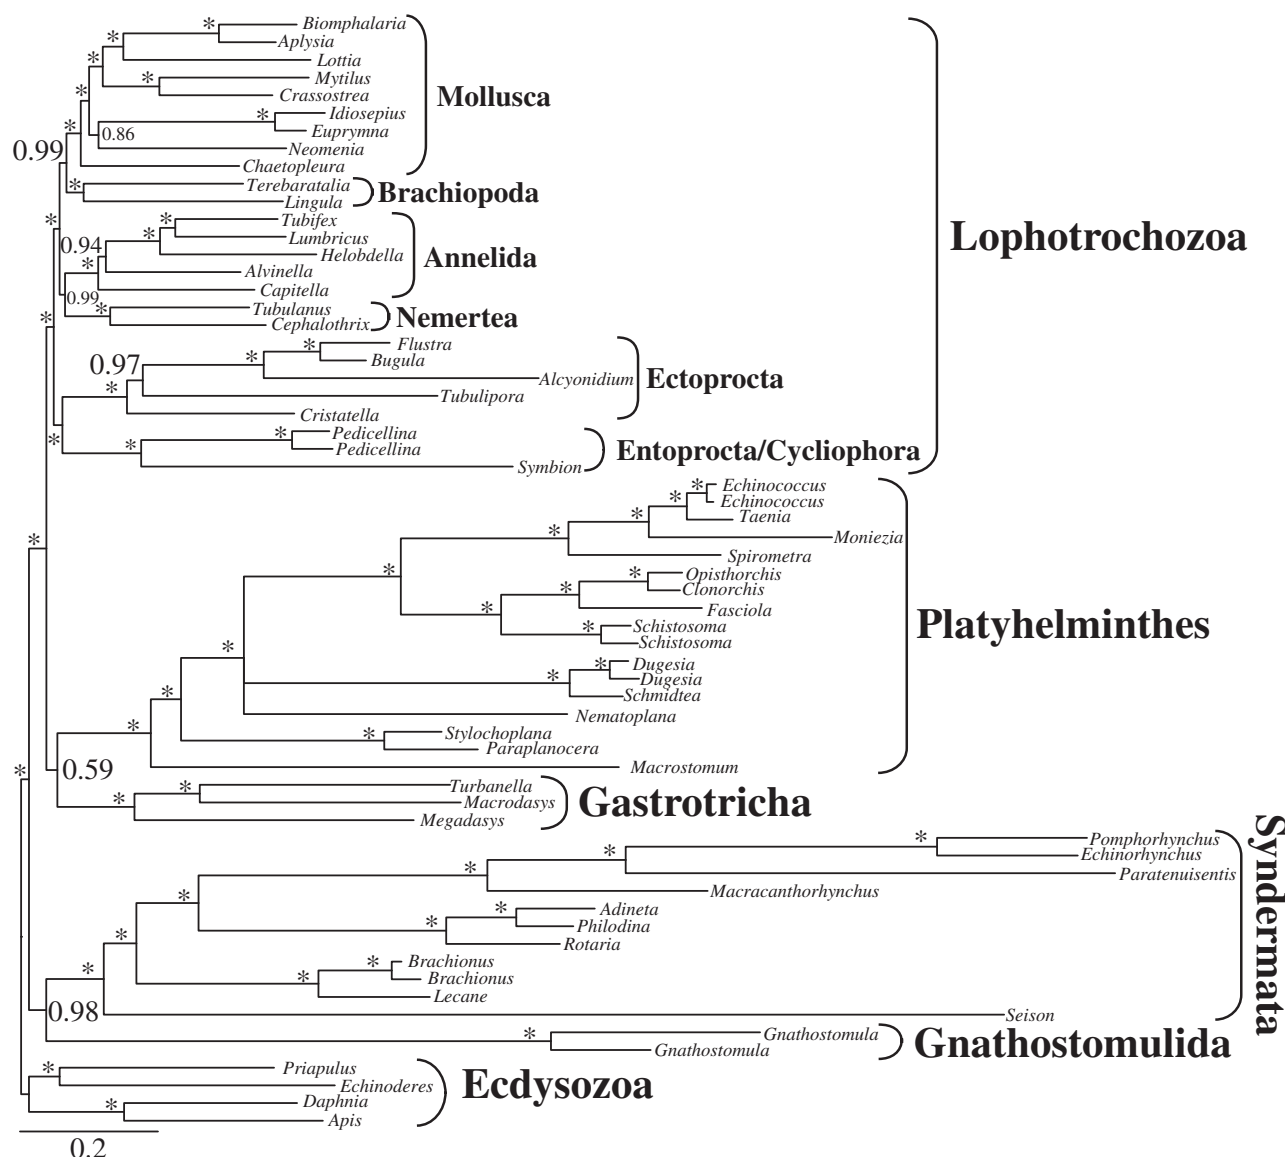 * Biomphalaria
* Aplysia
* Lottia
* Mytilus
Crassostrea
Mollusca
* * Idiosepius
0.86 Euprymna
0.99 Neomenia
Chaetopleura
* Terebaratalia
Lingula
Brachiopoda
* * Tubifex
0.94 * Lumbricus
Helobdella
Annelida
* Alvinella
0.99 Capitella
* Tubulanus
* Cephalothrix
Nemertea
Lophotrochozoa
* Flustra
0.97 * Bugula
Alcyonidium
Ectoprocta
* Tubulipora
Cristatella
* * Pedicellina
* Pedicellina
Symbion
Entoprocta/Cycliophora
* Echinococcus
* Echinococcus
* Taenia
* Moniezia
* Spirometra
* * Opisthorchis
* Clonorchis
Fasciola
* * Schistosoma
Schistosoma
Platyhelminthes
* * Dugesia
* Dugesia
* Schmidtea
* Nematoplana
* Stylochoplana
Paraplanocera
* 0.59 Macrostomum
* Turbanella
* Macrodasys
Megadasys
Gastrotricha
* Pomphorhynchus
* Echinorhynchus
* Paratenuisentis
* Macracanthorhynchus
* Adineta
* Philodina
* Rotaria
* * Brachionus
* Brachionus
Lecane
0.98 Seison
Syndermata
* Gnathostomula
Gnathostomula
Gnathostomulida
* Priapulus
Echinoderes
* Daphnia
Apis
Ecdysozoa
0.2